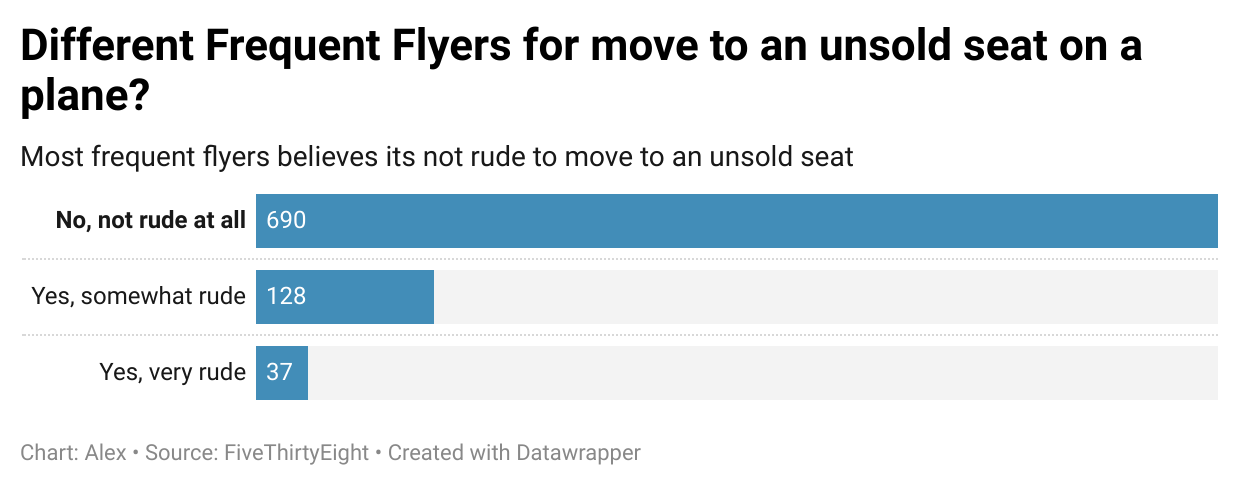 Different Frequent Flyers for move to an unsold seat on a
plane?
Most frequent flyers believes its not rude to move to an unsold seat
No, not rude at all 690
Yes, somewhat rude 128
Yes, very rude 37
Chart: Alex • Source: FiveThirtyEight • Created with Datawrapper